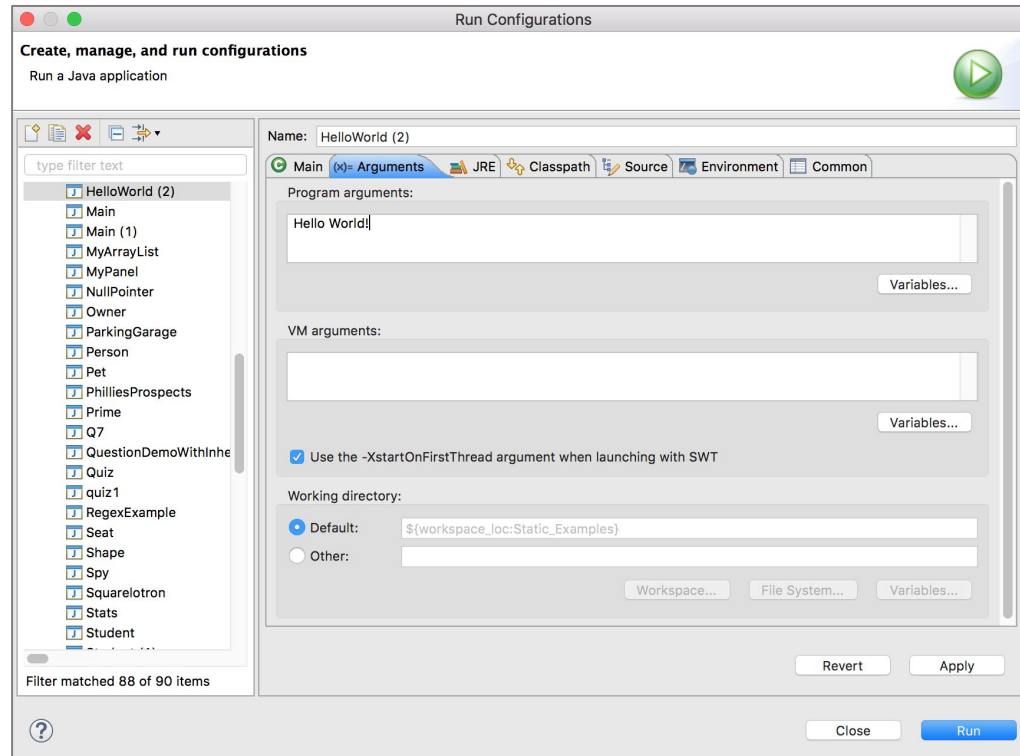 Run Configurations
Create, manage, and run configurations
Run a Java application
type filter text
HelloWorld (2)
Main
Main (1)
MyArrayList
MyPanel
NullPointer
Owner
ParkingGarage
Person
Pet
PhilliesProspects
Prime
Q7
QuestionDemoWithInhe
Quiz
quiz1
RegexExample
Seat
Shape
Spy
Squarelotron
Stats
Student
Filter matched 88 of 90 items
Name: HelloWorld (2)
Main (x)= Arguments JRE Classpath Source Environment Common
Program arguments:
Hello World!
Variables...
VM arguments:
Variables...
Use the -XstartOnFirstThread argument when launching with SWT
Working directory:
Default: ${workspace_loc:Static_Examples}
Other:
Workspace... File System... Variables...
Revert Apply
? Close Run